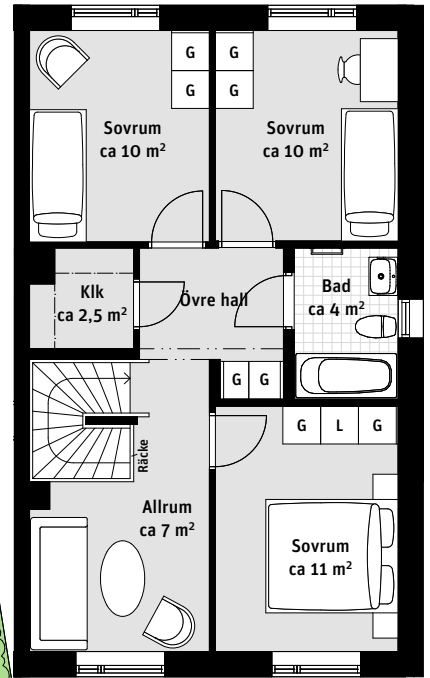 G G
G G
Sovrum
ca 10 m²
Sovrum
ca 10 m²
Klk
ca 2,5 m²
Övre hall
Bad
ca 4 m²
G G
G L G
Räcke
Allrum
ca 7 m²
Sovrum
ca 11 m²